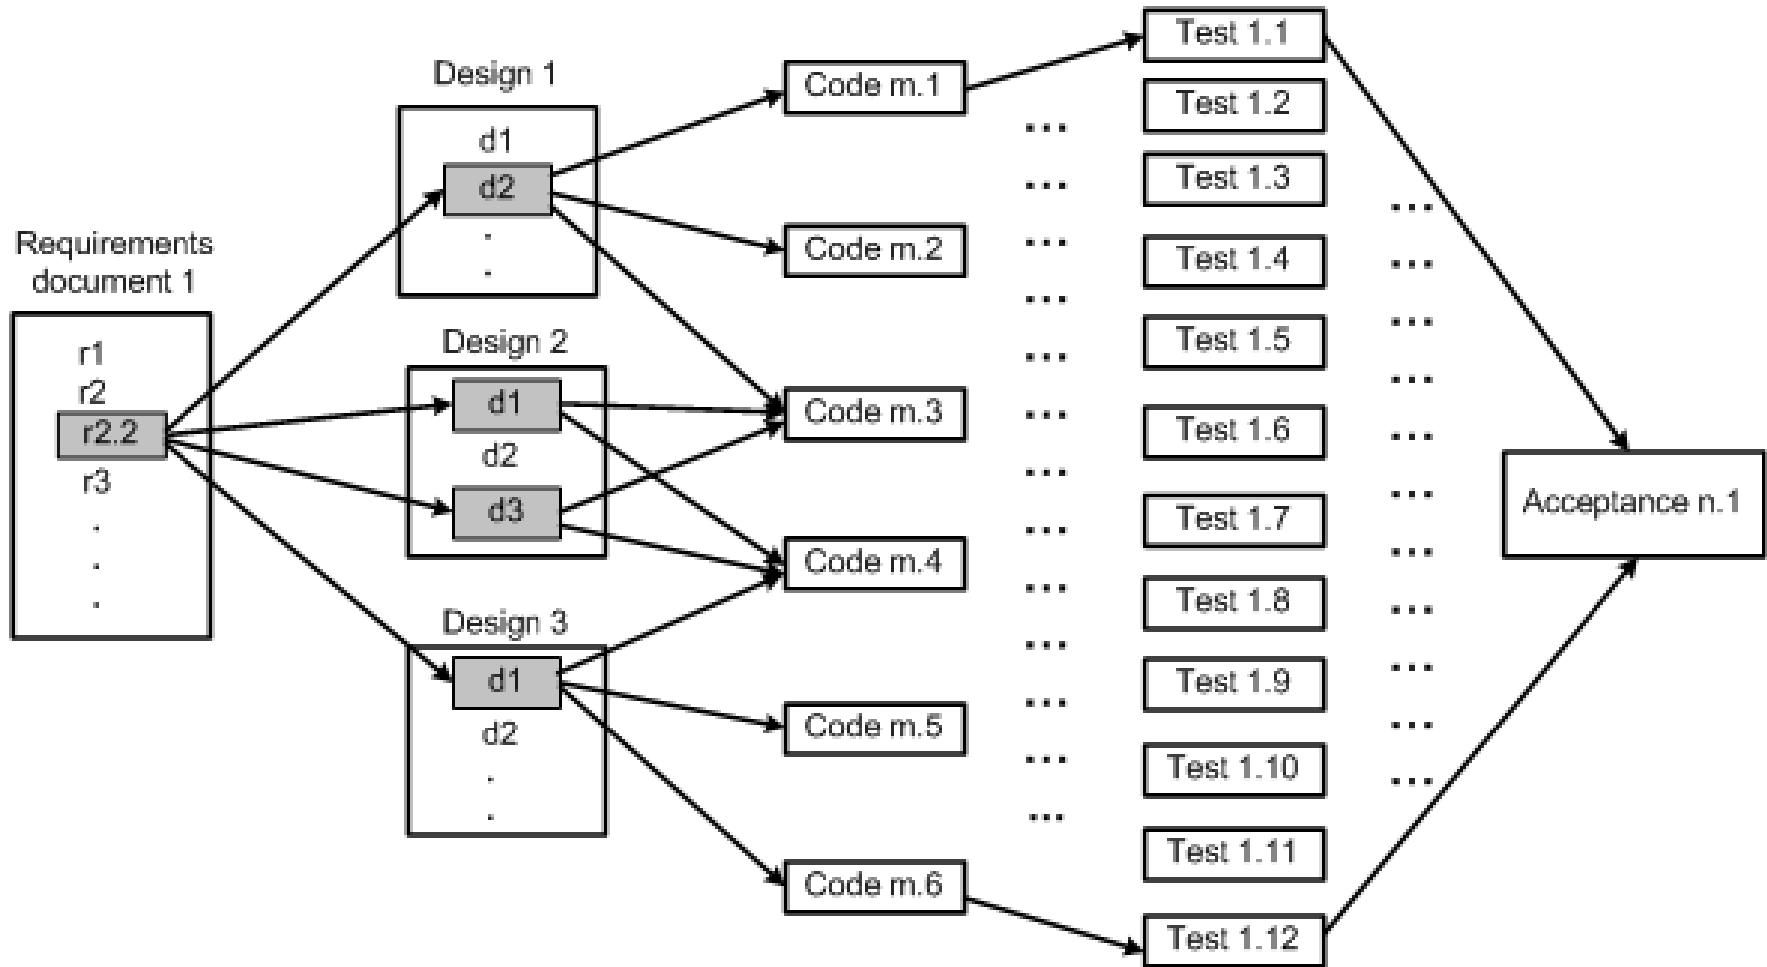 Requirements
document 1
r1
r2
r2.2
r3
.
.
.
Design 1
d1
d2
.
.
Design 2
d1
d2
d3
Design 3
d1
d2
.
.
Code m.1
Code m.2
Code m.3
Code m.4
Code m.5
Code m.6
...
...
...
...
...
...
...
...
...
...
...
...
...
Test 1.1
Test 1.2
Test 1.3
Test 1.4
Test 1.5
Test 1.6
Test 1.7
Test 1.8
Test 1.9
Test 1.10
Test 1.11
Test 1.12
...
...
...
...
...
...
...
...
...
...
...
Acceptance n.1